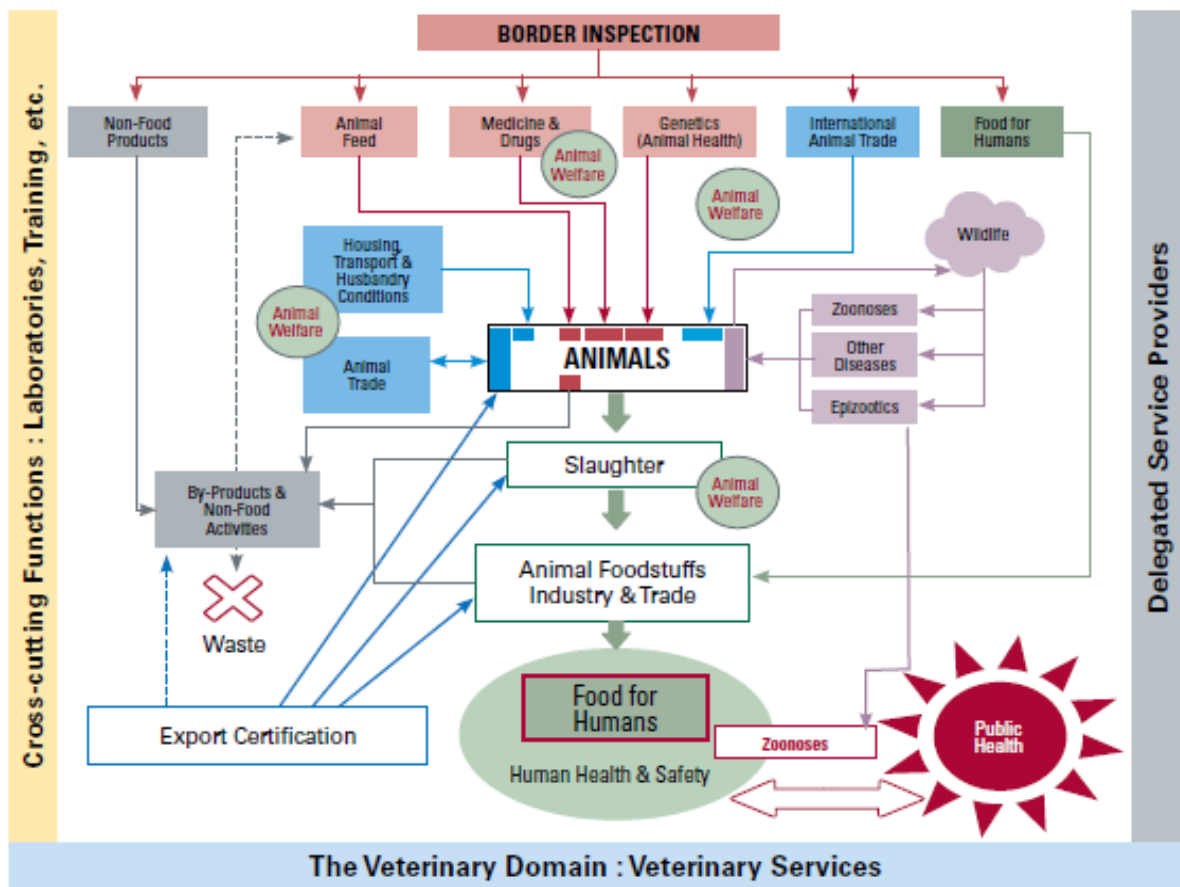 BORDER INSPECTION
Non-Food
Products
Animal
Feed
Medicine &
Drugs
Genetics
(Animal Health)
International
Animal Trade
Food for
Humans
Animal
Welfare
Animal
Welfare
Wildlife
Housing,
Transport &
Husbandry
Conditions
Animal
Welfare
Animal
Trade
ANIMALS
Zoonoses
Other
Diseases
Epizootics
Slaughter
Animal
Welfare
By-Products &
Non-Food
Activities
Animal Foodstuffs
Industry & Trade
Waste
Export Certification
Food for
Humans
Zoonoses
Public
Health
Human Health & Safety
Cross-cutting Functions : Laboratories, Training, etc.
Delegated Service Providers
The Veterinary Domain : Veterinary Services